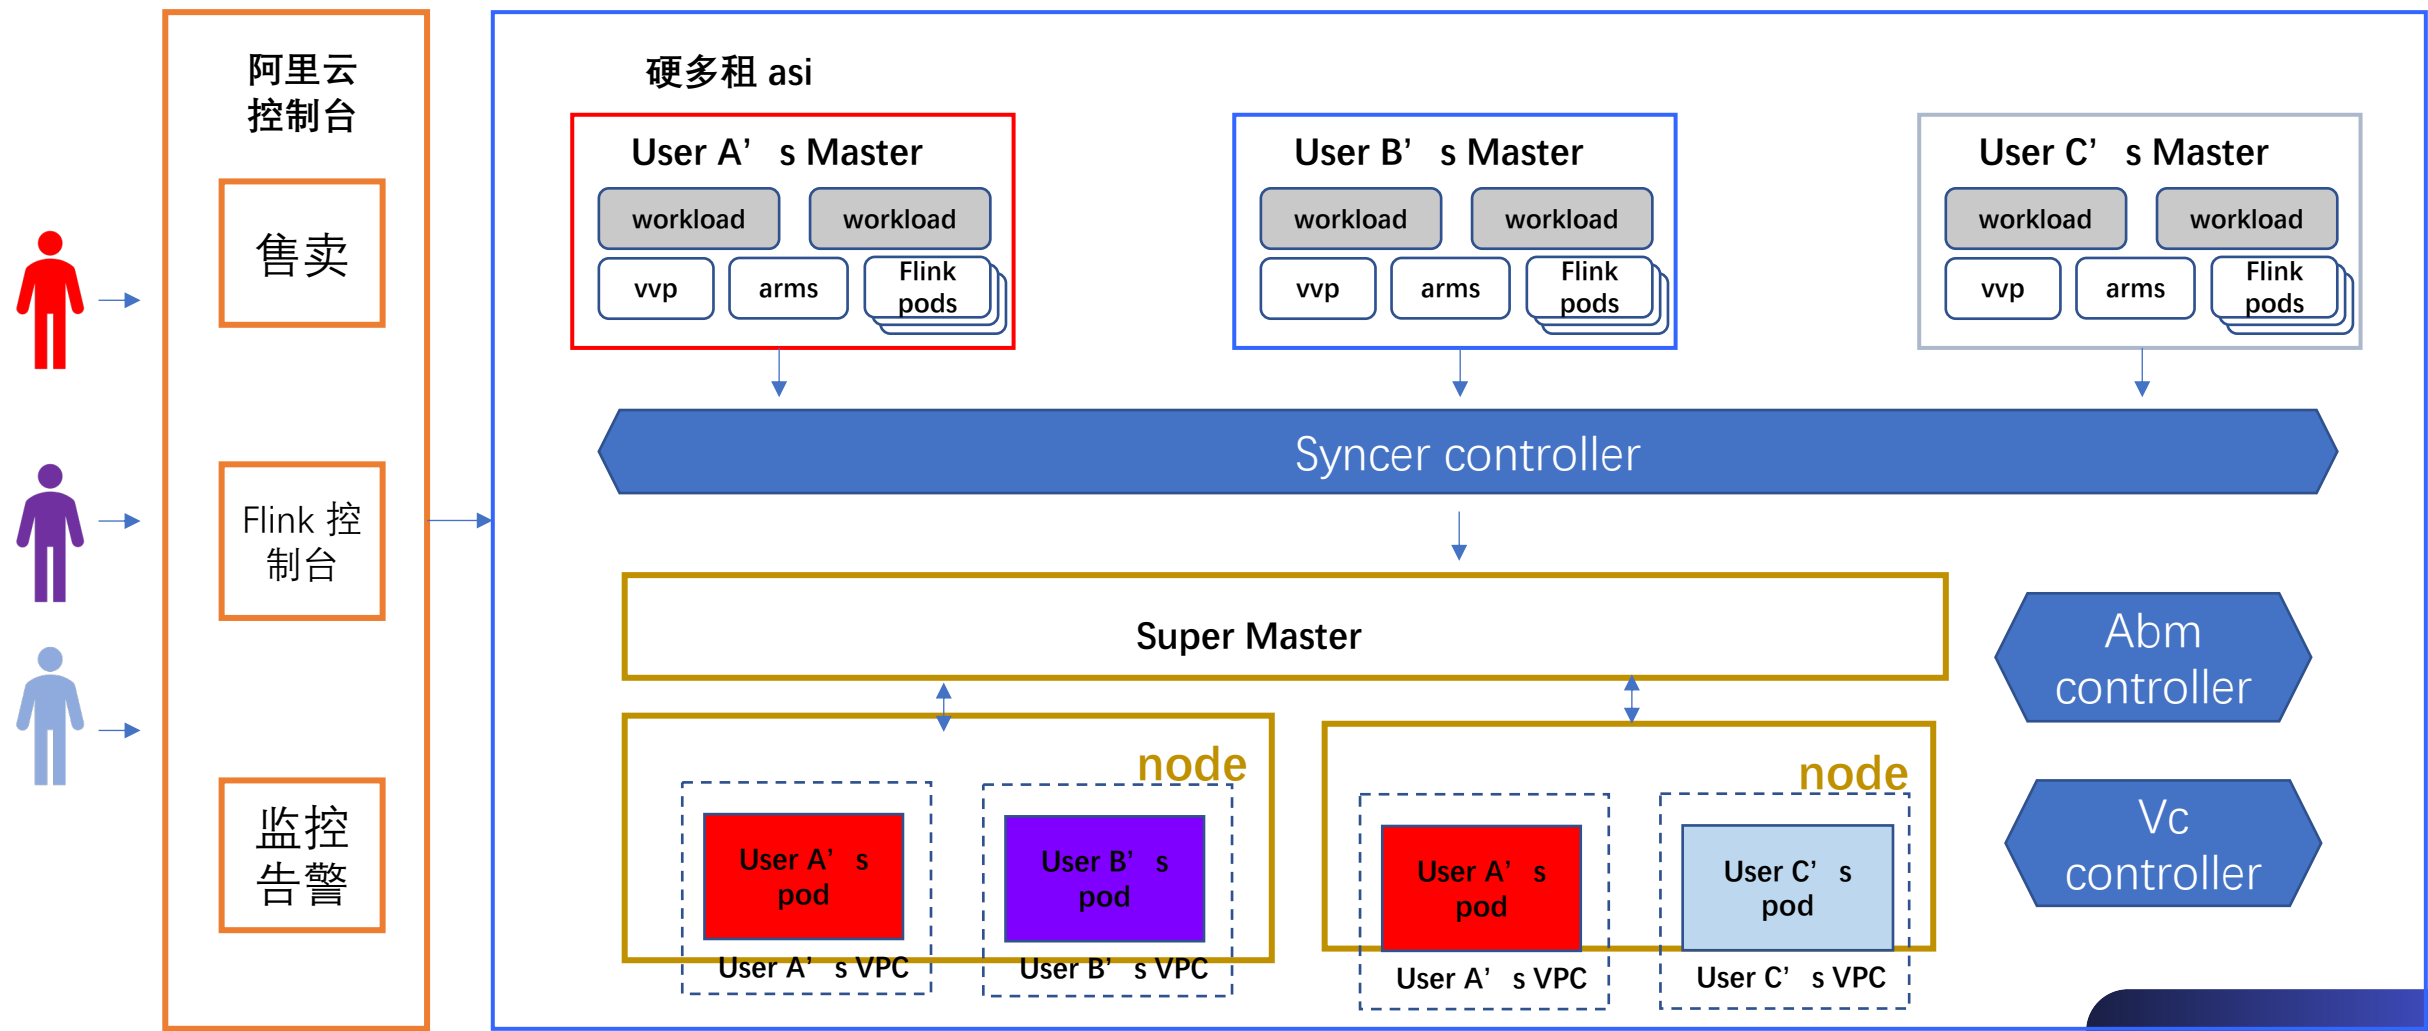 阿里云
控制台
售卖
Flink 控
制台
监控
告警
硬多租 asi
User A’ s Master
workload
workload
vvp
arms
Flink
pods
User B’ s Master
workload
workload
vvp
arms
Flink
pods
User C’ s Master
workload
workload
vvp
arms
Flink
pods
Syncer controller
Super Master
Abm
controller
Vc
controller
node
User A’ s
pod
User A’ s VPC
User B’ s
pod
User B’ s VPC
node
User A’ s
pod
User A’ s VPC
User C’ s
pod
User C’ s VPC